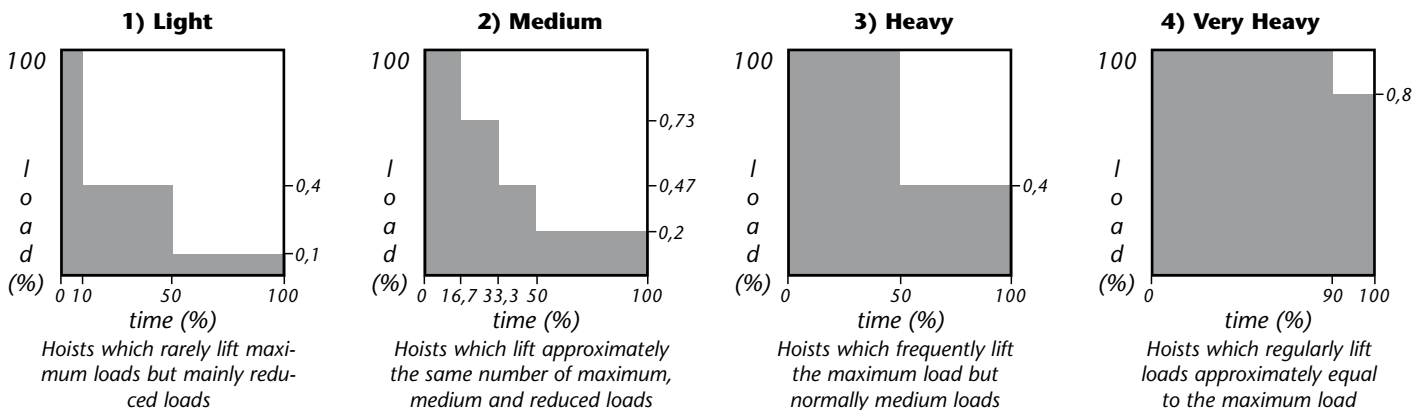 1) Light
100
l
o
a
d
(%)
0,4
0,1
0 10 50 100
time (%)
Hoists which rarely lift maxi-
mum loads but mainly redu-
ced loads
2) Medium
100
l
o
a
d
(%)
0,73
0,47
0,2
0 16,7 33,3 50 100
time (%)
Hoists which lift approximately
the same number of maximum,
medium and reduced loads
3) Heavy
100
l
o
a
d
(%)
0,4
0 50 100
time (%)
Hoists which frequently lift
the maximum load but
normally medium loads
4) Very Heavy
100
l
o
a
d
(%)
0,8
0 90 100
time (%)
Hoists which regularly lift
loads approximately equal
to the maximum load